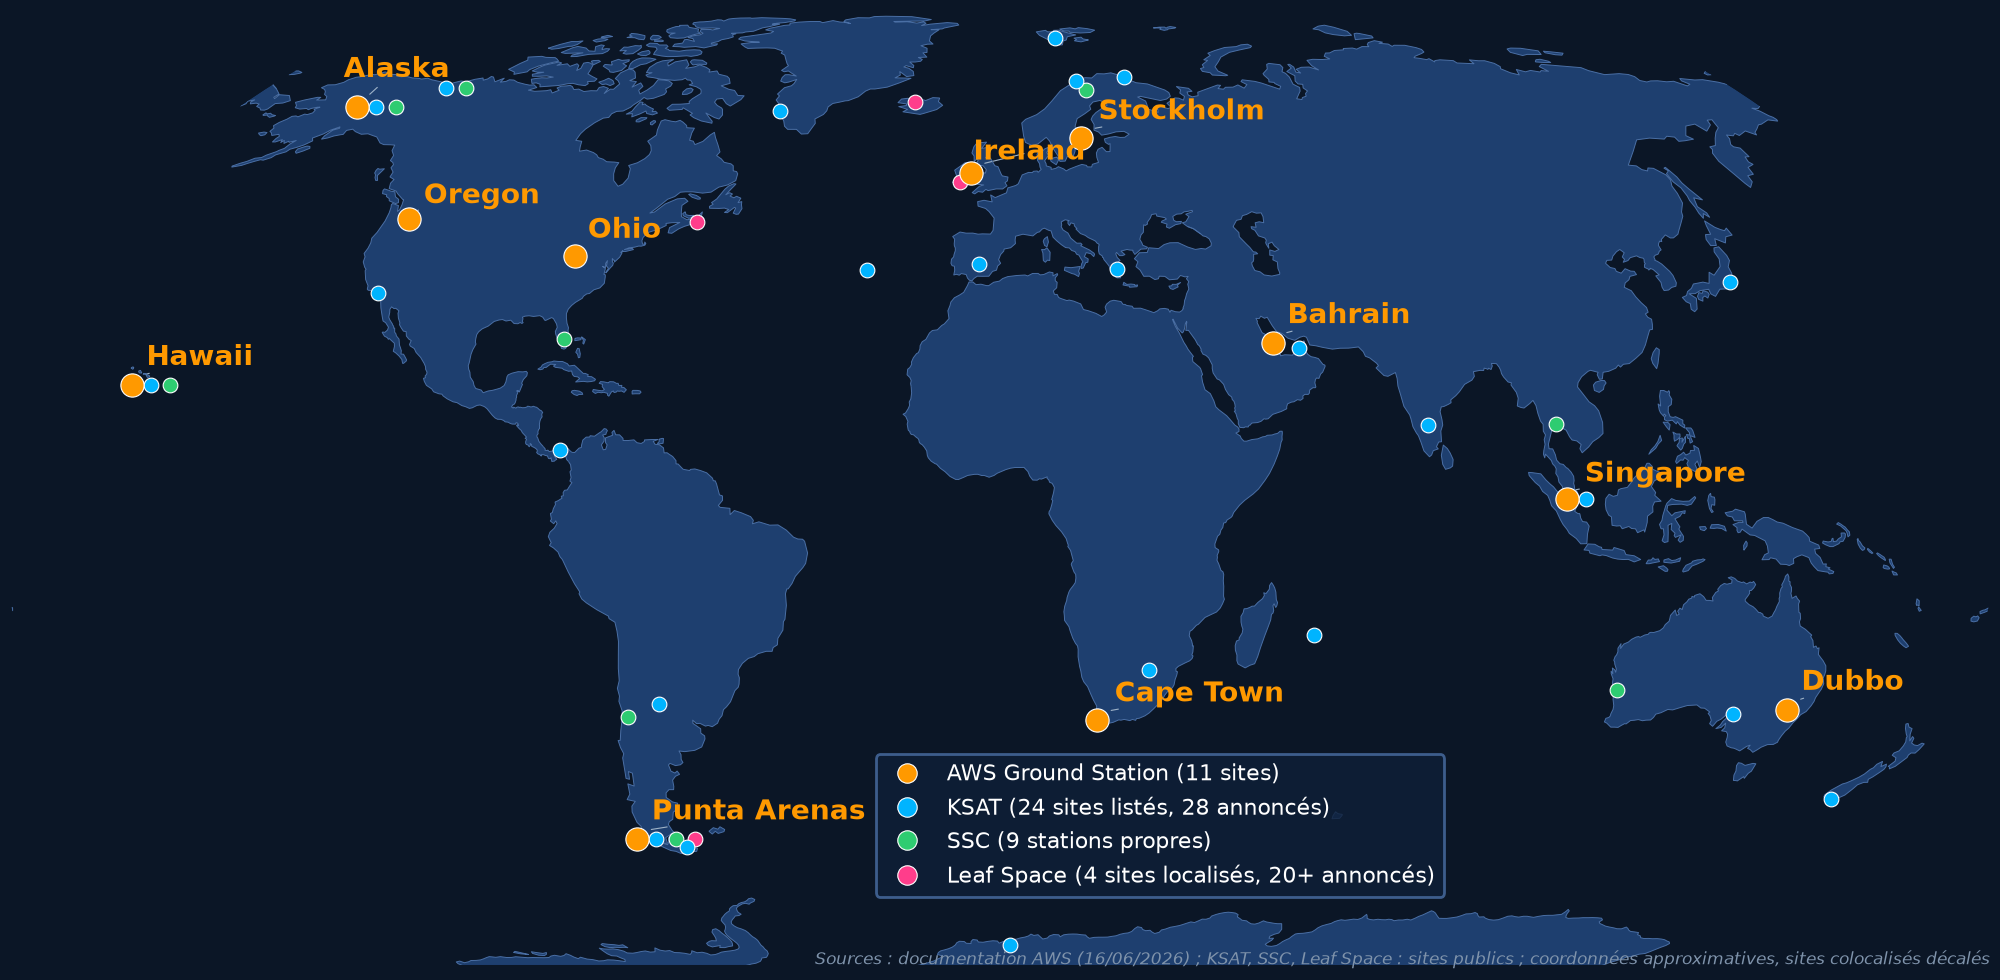 Alaska
Stockholm
Ireland
Oregon
Ohio
Bahrain
Hawaii
Singapore
Dubbo
Cape Town
Punta Arenas
AWS Ground Station (11 sites)
KSAT (24 sites listés, 28 annoncés)
SSC (9 stations propres)
Leaf Space (4 sites localisés, 20+ annoncés)
Sources : documentation AWS (16/06/2026) ; KSAT, SSC, Leaf Space : sites publics ; coordonnées approximatives, sites colocalisés décalés